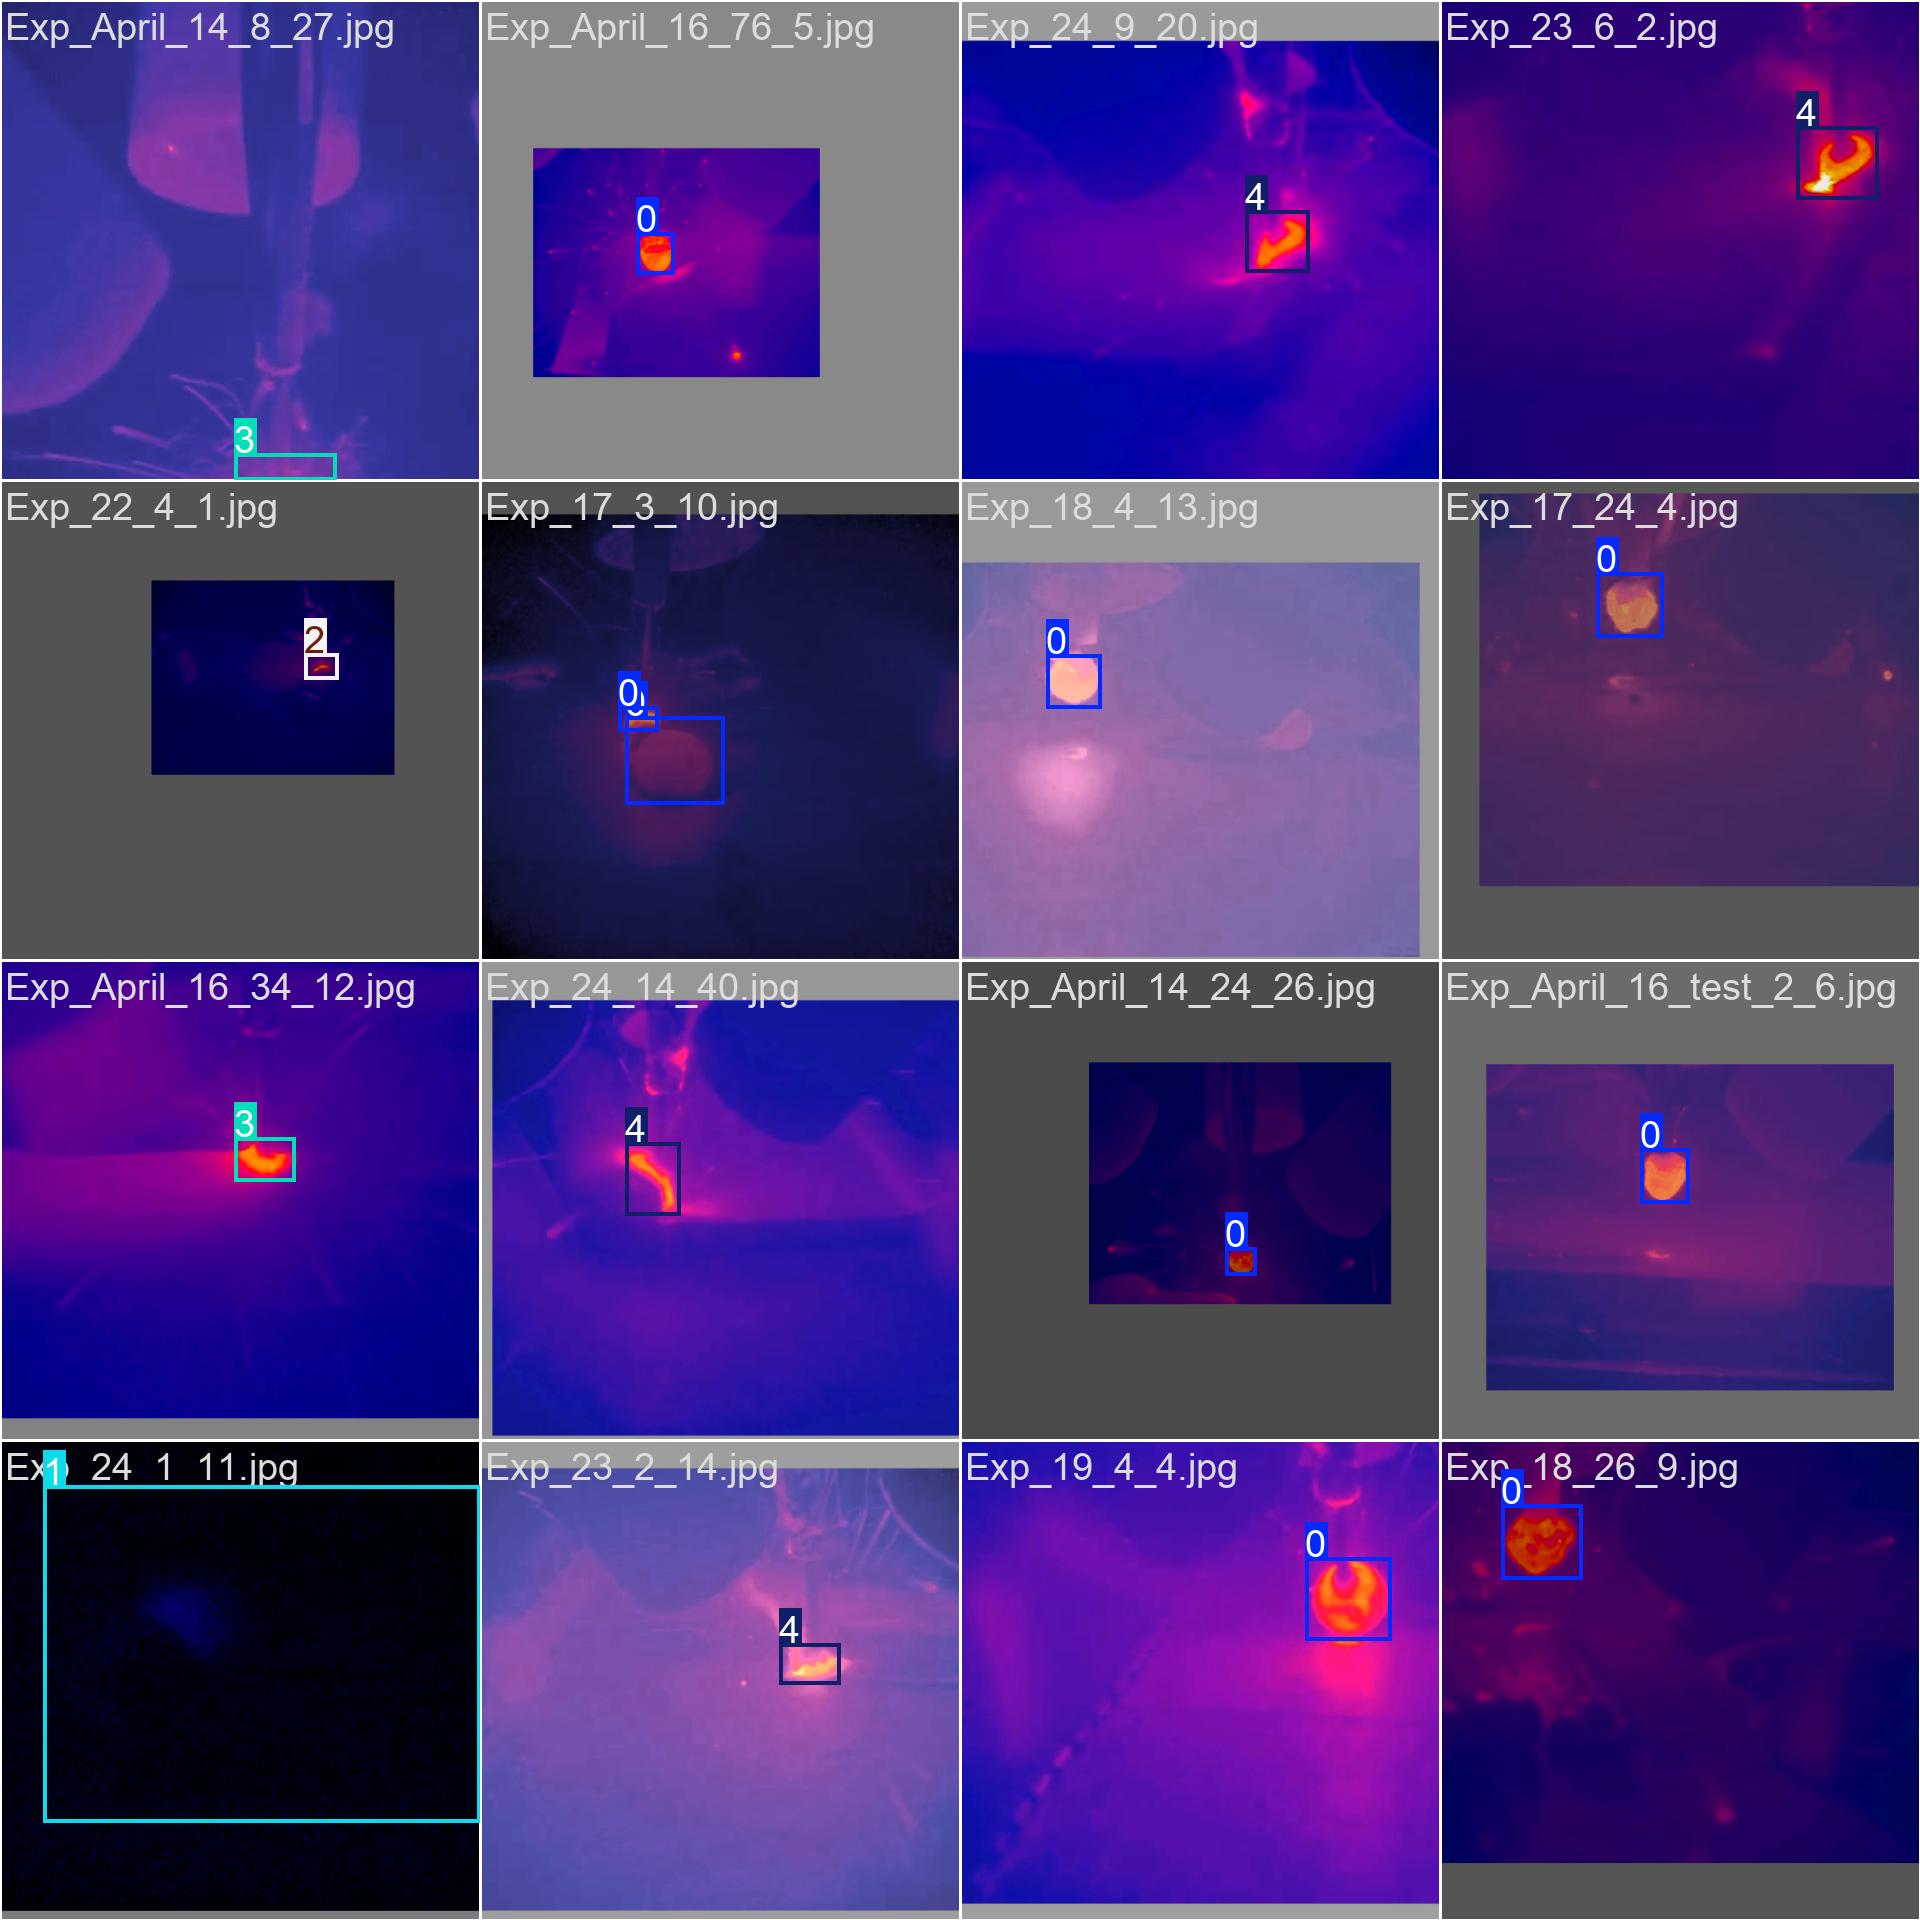 Exp_April_14_8_27.jpg
Exp_April_16_76_5.jpg
Exp_24_9_20.jpg
Exp_23_6_2.jpg
4
0
4
3
Exp_22_4_1.jpg
Exp_17_3_10.jpg
Exp_18_4_13.jpg
Exp_17_24_4.jpg
0
2
0
0
Exp_April_16_34_12.jpg
Exp_24_14_40.jpg
Exp_April_14_24_26.jpg
Exp_April_16_test_2_6.jpg
3
4
0
0
Exp_24_1_11.jpg
Exp_23_2_14.jpg
Exp_19_4_4.jpg
Exp_18_26_9.jpg
1
0
0
4